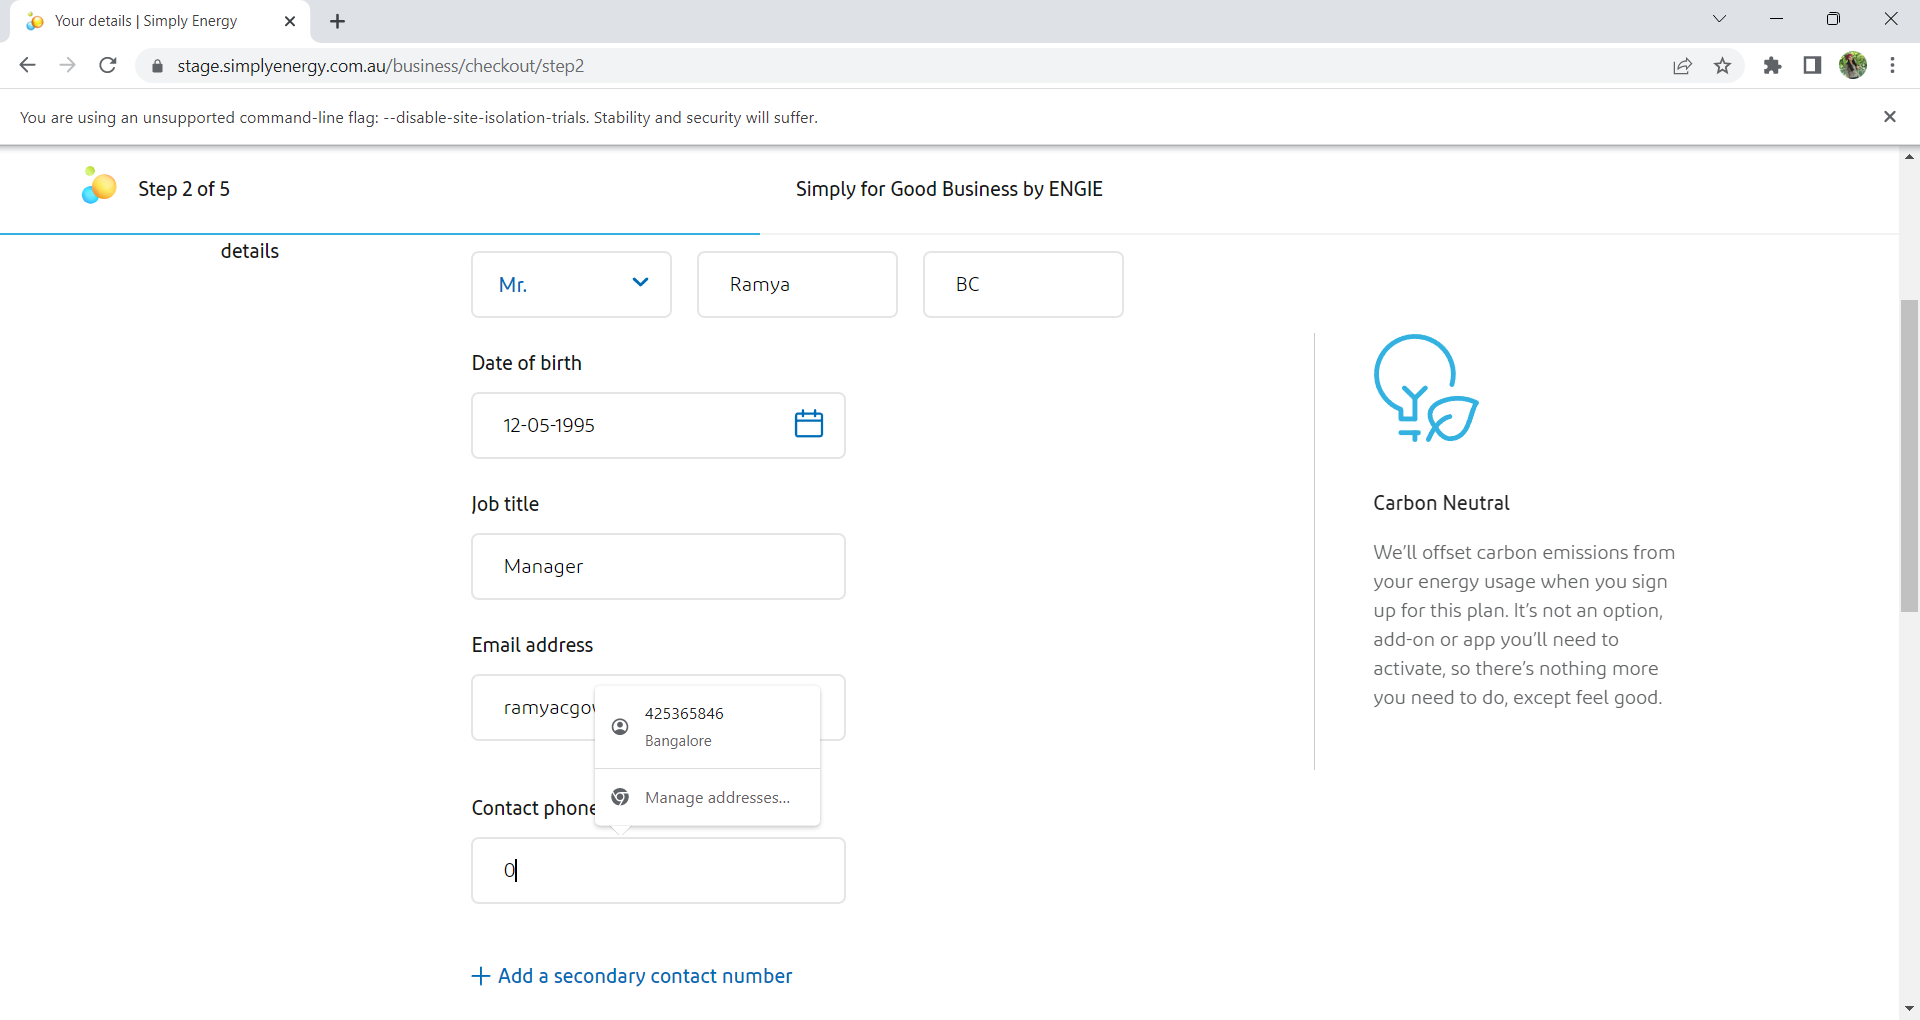 Your details | Simply Energy
stage.simplyenergy.com.au/business/checkout/step2
You are using an unsupported command-line flag: --disable-site-isolation-trials. Stability and security will suffer.
Step 2 of 5
Simply for Good Business by ENGIE
details
Mr.
Ramya
BC
Date of birth
12-05-1995
Job title
Manager
Email address
ramyacgo
425365846
Bangalore
Manage addresses...
Contact phone
0
Add a secondary contact number
Carbon Neutral
We’ll offset carbon emissions from
your energy usage when you sign
up for this plan. It’s not an option,
add-on or app you’ll need to
activate, so there’s nothing more
you need to do, except feel good.